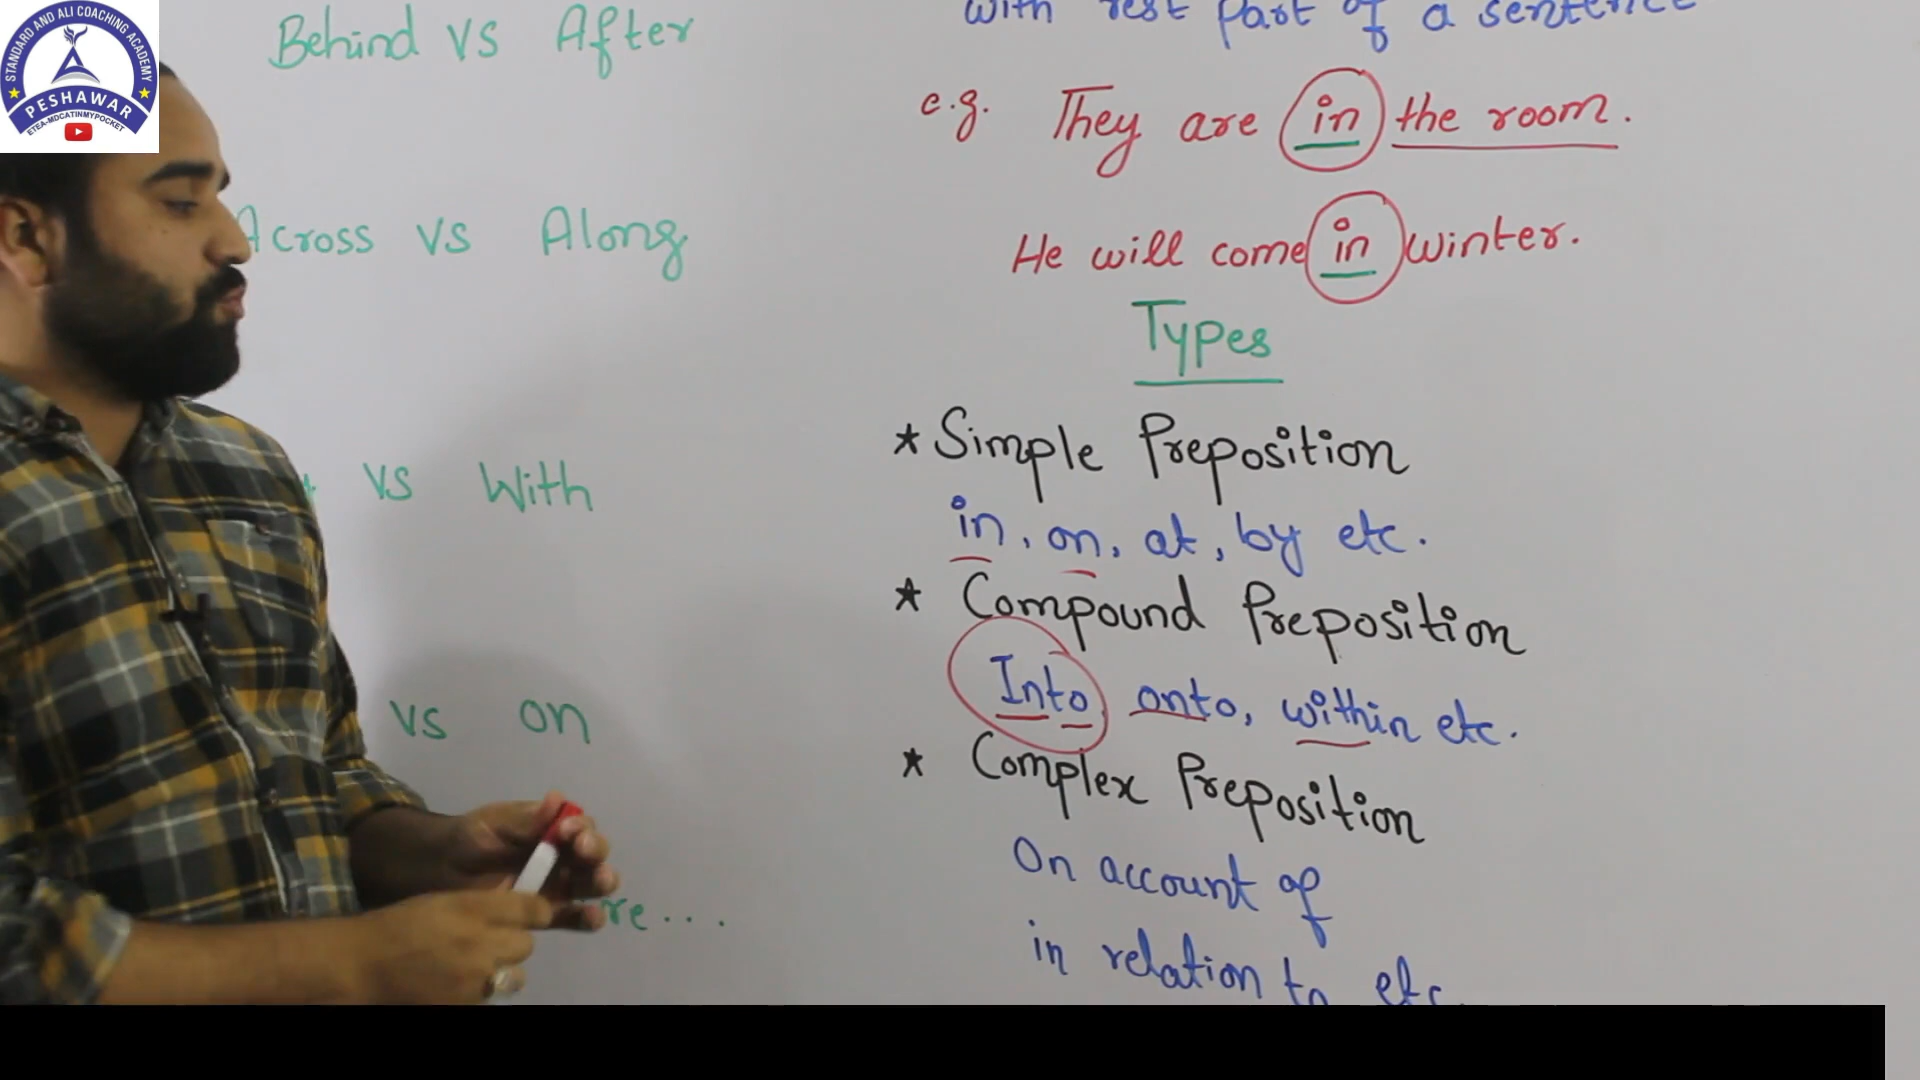 STANDARD AND ALI COACHING ACADEMY
PESHAWAR
ETEA-MDCATINMYPOCKET
Behind VS After
Across VS Along
VS With
VS on
re....
with rest part of a sentence
e.g. They are in the room.
He will come in winter.
Types
* Simple Preposition
in, on, at, by etc.
* Compound Preposition
Into onto, within etc.
* Complex Preposition
On account of
in relation to etc.